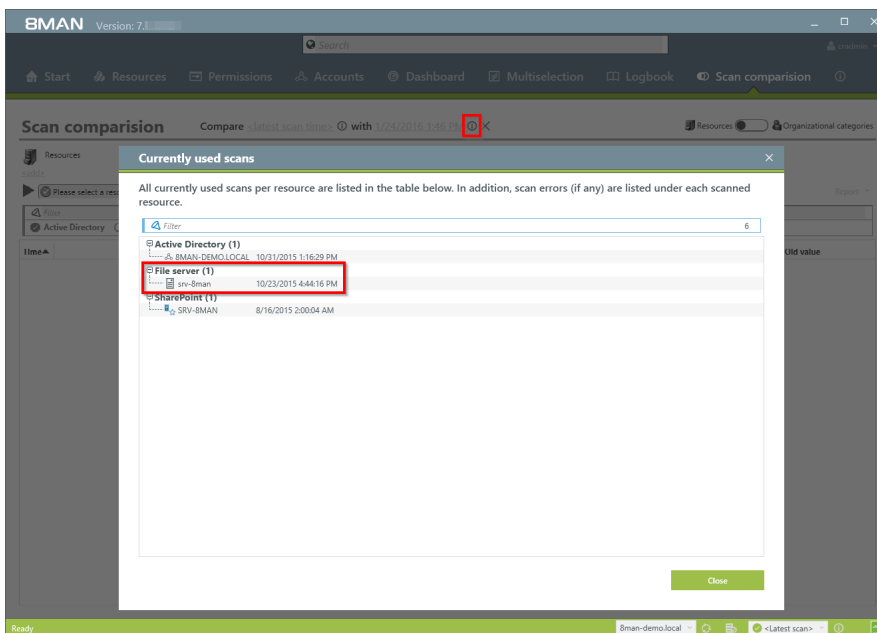 8MAN Version: 7.1
Search
cradmin
Start Resources Permissions Accounts Dashboard Multiselection Logbook Scan comparision
Scan comparision Compare <latest scan time> with 1/24/2016 1:46 PM Resources Organizational categories
Resources
Please select a reso
Report
Filter
Active Directory
Time Old value
Currently used scans
All currently used scans per resource are listed in the table below. In addition, scan errors (if any) are listed under each scanned
resource.
Filter 6
Active Directory (1)
8MAN-DEMO.LOCAL 10/31/2015 1:16:29 PM
File server (1)
srv-8man 10/23/2015 4:44:16 PM
SharePoint (1)
SRV-8MAN 8/16/2015 2:00:04 AM
Close
Ready 8man-demo.local <Latest scan>